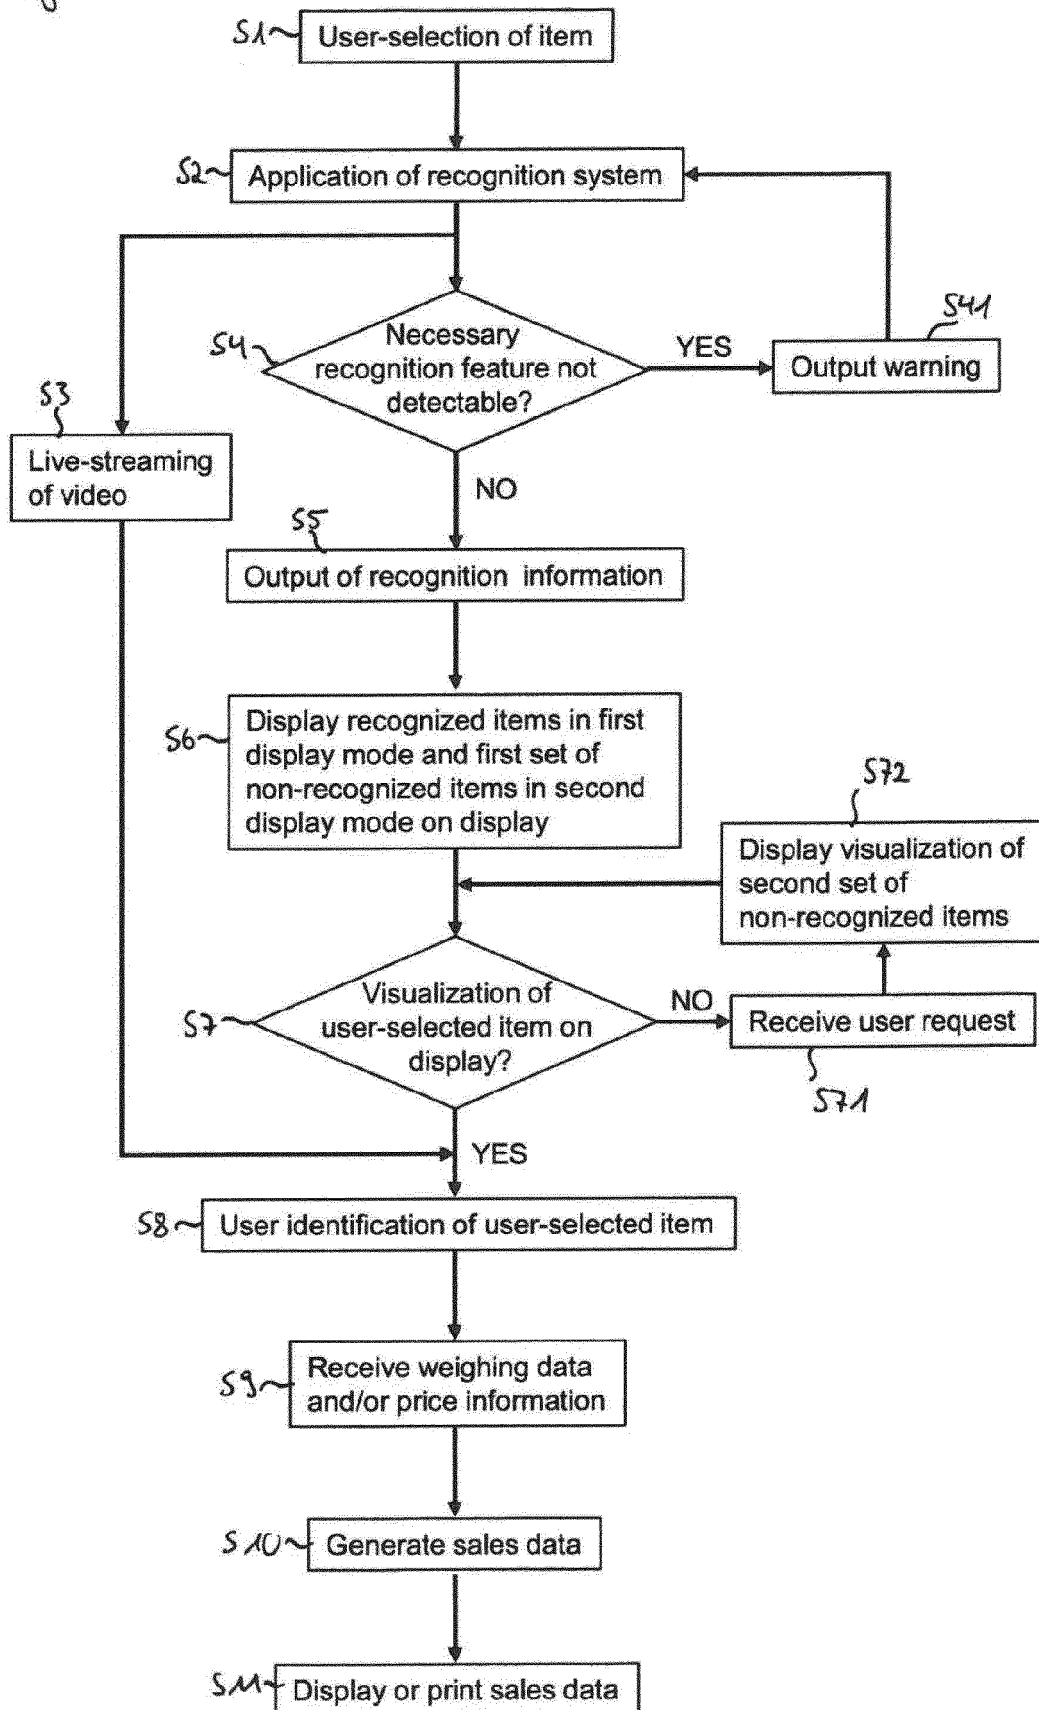 S1
User-selection of item
S2
Application of recognition system
S4
Necessary
recognition feature not
detectable?
YES
S41
Output warning
S3
Live-streaming
of video
NO
S5
Output of recognition information
S6
Display recognized items in first
display mode and first set of
non-recognized items in second
display mode on display
S72
Display visualization of
second set of
non-recognized items
S7
Visualization of
user-selected item on
display?
NO
Receive user request
S71
YES
S8
User identification of user-selected item
S9
Receive weighing data
and/or price information
S10
Generate sales data
S11
Display or print sales data